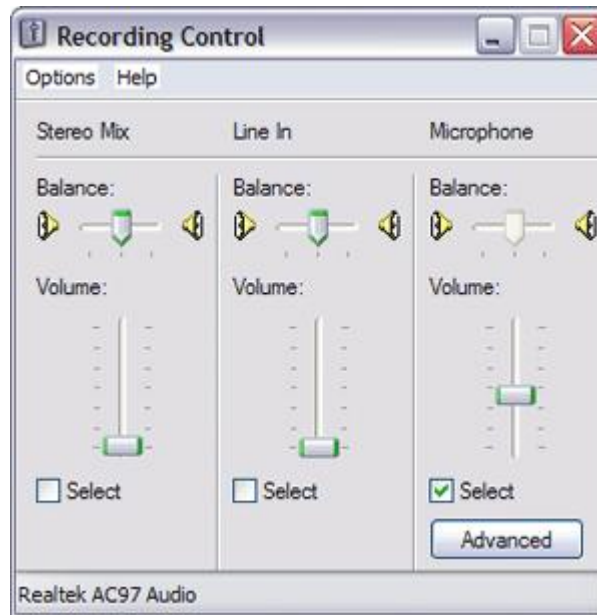 Recording Control
Options Help
Stereo Mix Line In Microphone
Balance: Balance: Balance:
Volume: Volume: Volume:
Select Select Select
Advanced
Realtek AC97 Audio